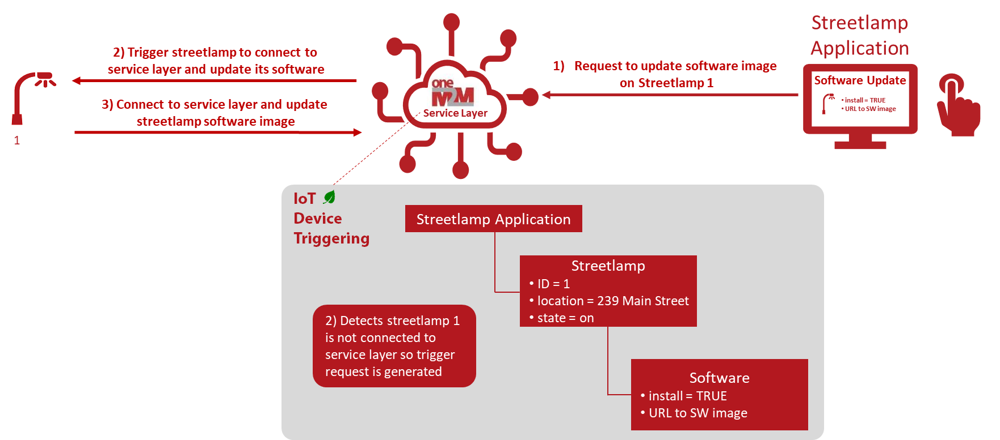 Streetlamp
Application
2) Trigger streetlamp to connect to
service layer and update its software
1) Request to update software image
on Streetlamp 1
Software Update
• install = TRUE
• URL to SW image
one
M2M
Service Layer
3) Connect to service layer and update
streetlamp software image
1
IoT
Device
Triggering
Streetlamp Application
Streetlamp
• ID = 1
• location = 239 Main Street
• state = on
2) Detects streetlamp 1
is not connected to
service layer so trigger
request is generated
Software
• install = TRUE
• URL to SW image